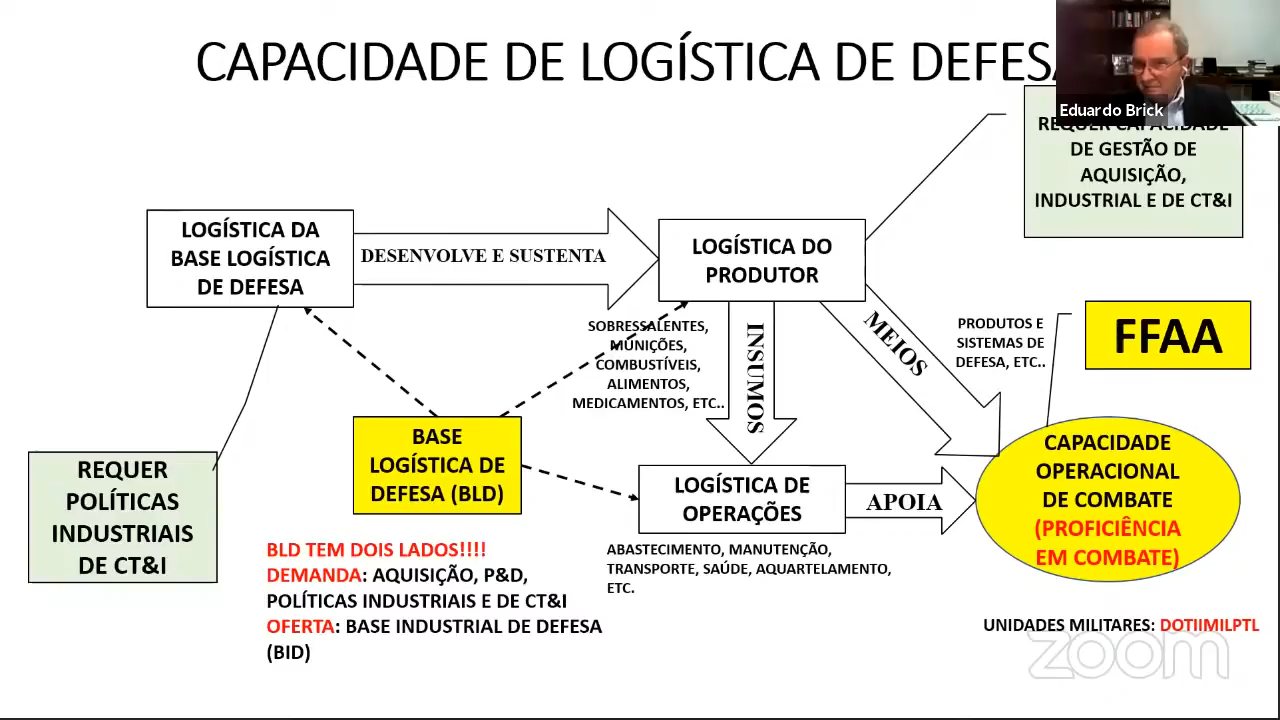 CAPACIDADE DE LOGÍSTICA DE DEFESA
Eduardo Brick
REQUER CAPACIDADE
DE GESTÃO DE
AQUISIÇÃO,
INDUSTRIAL E DE CT&I
LOGÍSTICA DA
BASE LOGÍSTICA
DE DEFESA
DESENVOLVE E SUSTENTA
LOGÍSTICA DO
PRODUTOR
SOBRESSALENTES,
MUNIÇÕES,
COMBUSTÍVEIS,
ALIMENTOS,
MEDICAMENTOS, ETC..
INSUMOS
MEIOS
PRODUTOS E
SISTEMAS DE
DEFESA, ETC..
FFAA
REQUER
POLÍTICAS
INDUSTRIAIS
DE CT&I
BASE
LOGÍSTICA DE
DEFESA (BLD)
LOGÍSTICA DE
OPERAÇÕES
APOIA
CAPACIDADE
OPERACIONAL
DE COMBATE
(PROFICIÊNCIA
EM COMBATE)
BLD TEM DOIS LADOS!!!!
DEMANDA: AQUISIÇÃO, P&D,
POLÍTICAS INDUSTRIAIS E DE CT&I
OFERTA: BASE INDUSTRIAL DE DEFESA
(BID)
ABASTECIMENTO, MANUTENÇÃO,
TRANSPORTE, SAÚDE, AQUARTELAMENTO,
ETC.
UNIDADES MILITARES: DOTIIMILPTL
zoom